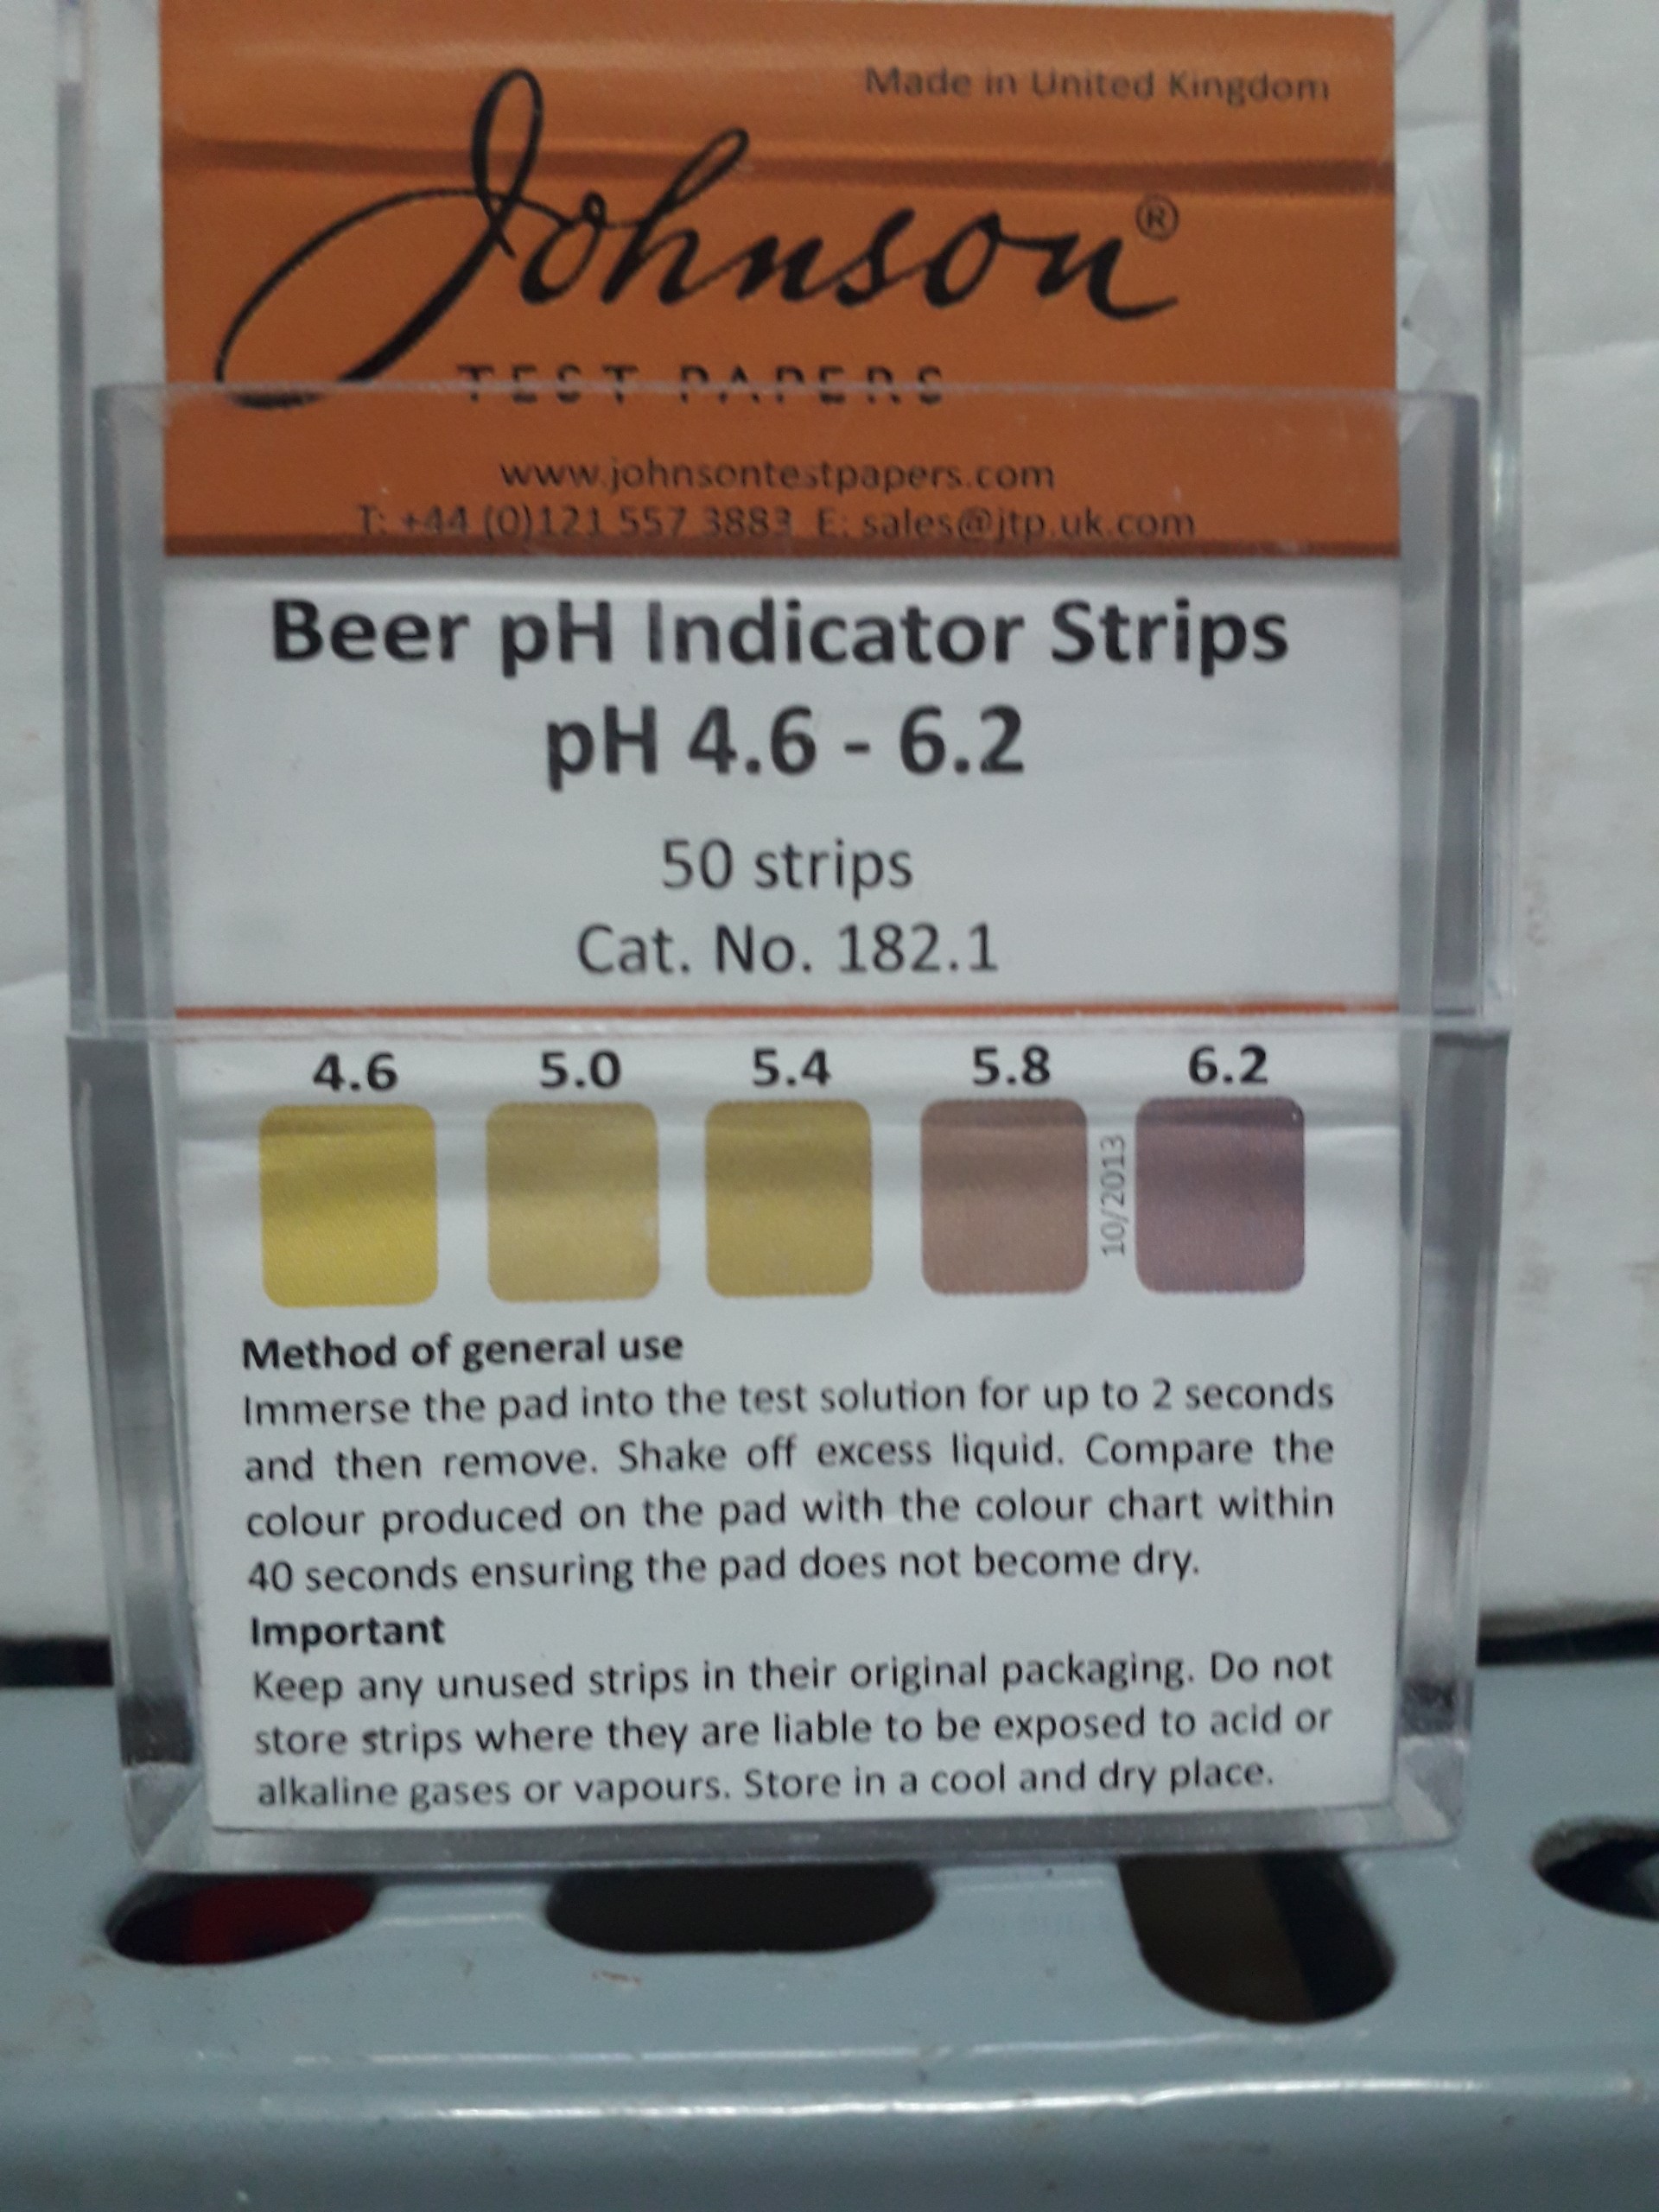 Made in United Kingdom
Johnson®
TEST PAPERS
www.johnsontestpapers.com
T: +44 (0)121 557 3883 E: sales@jtp.uk.com
Beer pH Indicator Strips
pH 4.6 - 6.2
50 strips
Cat. No. 182.1
4.6 5.0 5.4 5.8 6.2
10/2013
Method of general use
Immerse the pad into the test solution for up to 2 seconds
and then remove. Shake off excess liquid. Compare the
colour produced on the pad with the colour chart within
40 seconds ensuring the pad does not become dry.
Important
Keep any unused strips in their original packaging. Do not
store strips where they are liable to be exposed to acid or
alkaline gases or vapours. Store in a cool and dry place.